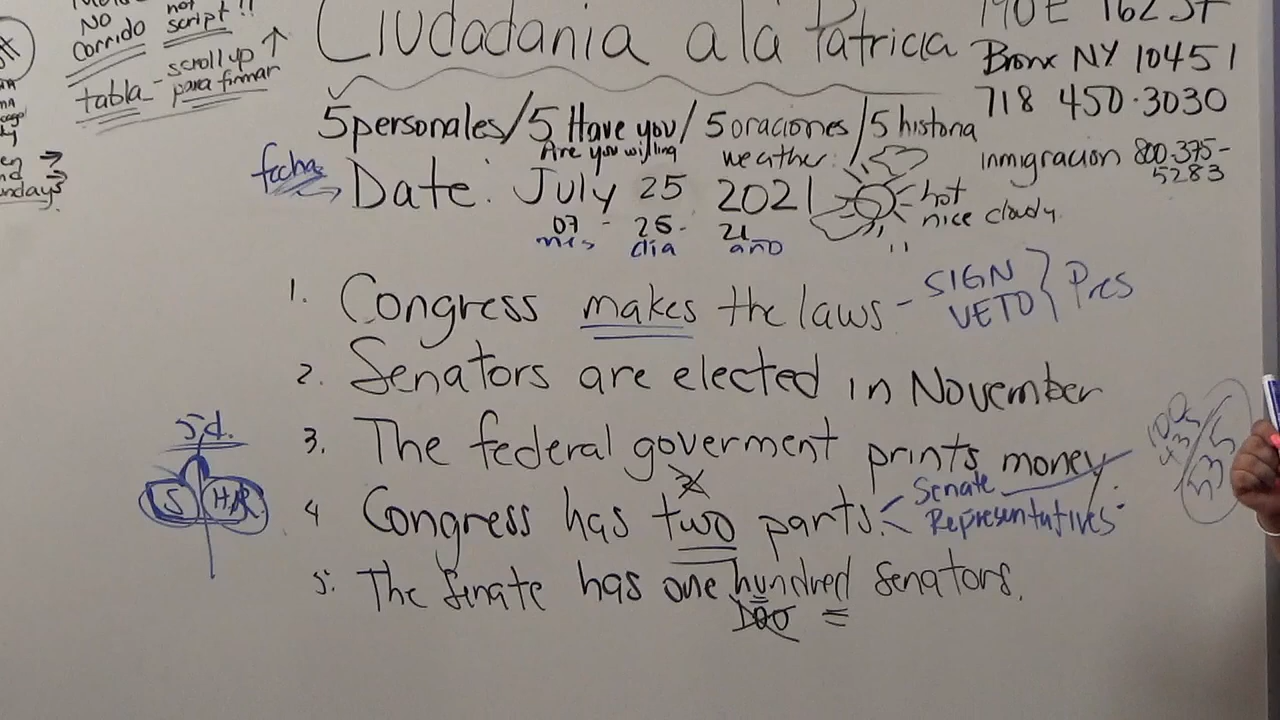 NO not script!!
Corrido
tabla - scroll up ↑
para firmar
Ciudadania a la Patricia
190 E 162 St
Bronx NY 10451
718 450-3030
inmigracion 800-375-5283
5 personales/5 Have you/5 oraciones/5 historia
Are you willing
weather:
fecha
Date: July 25 2021
hot
nice cloudy
07 - 25 - 21
mes dia año
1. Congress makes the laws - SIGN VETO } Pres
2. Senators are elected in November
3. The federal goverment prints money.
4 Congress has two parts. < Senate Representatives
2
S H.R
5. The Senate has one hundred Senators.
100
100
435
535